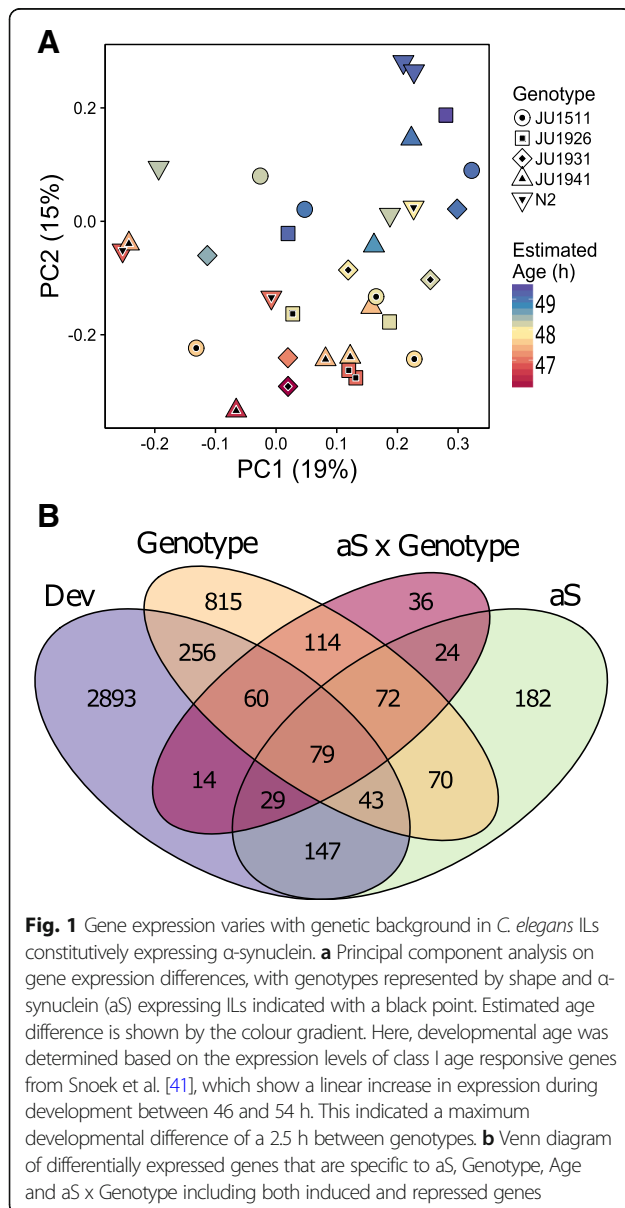 A
PC2 (15%)
0.2
0.0
-0.2
-0.2
-0.1
0.0
0.1
0.2
0.3
PC1 (19%)
Genotype
JU1511
JU1926
JU1931
JU1941
N2
Estimated
Age (h)
49
48
47
B
Dev
Genotype
aS x Genotype
aS
815
36
256
114
24
2893
60
72
182
79
14
70
29
43
147
Fig. 1 Gene expression varies with genetic background in C. elegans ILs
constitutively expressing α-synuclein. a Principal component analysis on
gene expression differences, with genotypes represented by shape and α-
synuclein (aS) expressing ILs indicated with a black point. Estimated age
difference is shown by the colour gradient. Here, developmental age was
determined based on the expression levels of class I age responsive genes
from Snoek et al. [41], which show a linear increase in expression during
development between 46 and 54 h. This indicated a maximum
developmental difference of a 2.5 h between genotypes. b Venn diagram
of differentially expressed genes that are specific to aS, Genotype, Age
and aS x Genotype including both induced and repressed genes